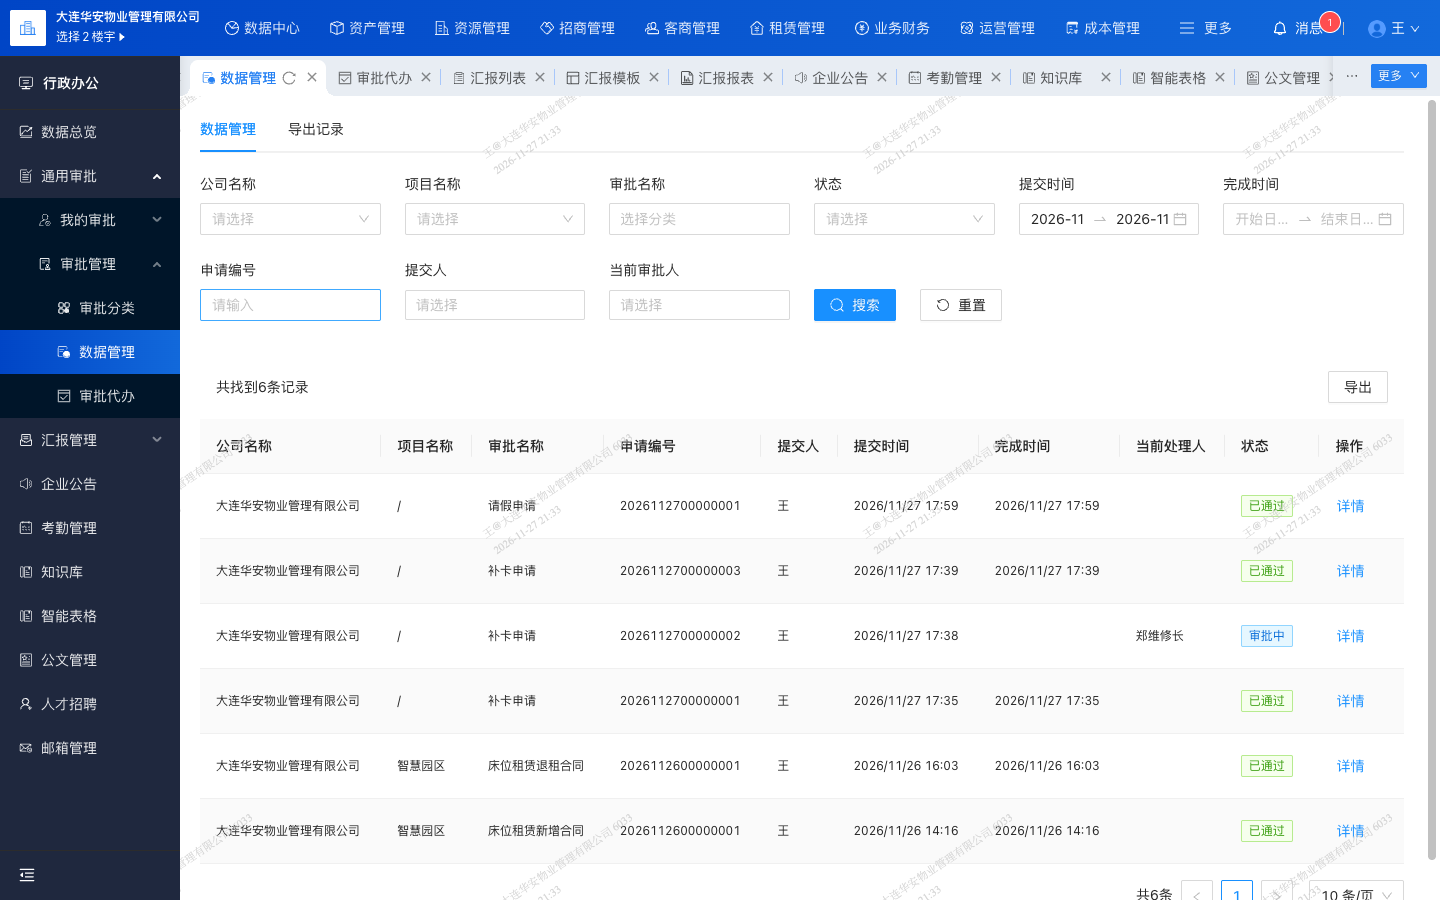 大连华安物业管理有限公司
选择 2 楼宇
数据中心
资产管理
资源管理
招商管理
客商管理
租赁管理
业务财务
运营管理
成本管理
更多
消息
1
王
行政办公
数据总览
通用审批
我的审批
审批管理
审批分类
数据管理
审批代办
汇报管理
企业公告
考勤管理
知识库
智能表格
公文管理
人才招聘
邮箱管理
数据管理
审批代办
汇报列表
汇报模板
汇报报表
企业公告
考勤管理
知识库
智能表格
公文管理
更多
数据管理
导出记录
公司名称
项目名称
审批名称
状态
提交时间
完成时间
请选择
请选择
选择分类
请选择
2026-11
2026-11
开始日...
结束日...
申请编号
提交人
当前审批人
请输入
请选择
请选择
搜索
重置
共找到6条记录
导出
公司名称 项目名称 审批名称 申请编号 提交人 提交时间 完成时间 当前处理人 状态 操作
大连华安物业管理有限公司 / 请假申请 2026112700000001 王 2026/11/27 17:59 2026/11/27 17:59 已通过 详情
大连华安物业管理有限公司 / 补卡申请 2026112700000003 王 2026/11/27 17:39 2026/11/27 17:39 已通过 详情
大连华安物业管理有限公司 / 补卡申请 2026112700000002 王 2026/11/27 17:38 郑维修长 审批中 详情
大连华安物业管理有限公司 / 补卡申请 2026112700000001 王 2026/11/27 17:35 2026/11/27 17:35 已通过 详情
大连华安物业管理有限公司 智慧园区 床位租赁退租合同 2026112600000001 王 2026/11/26 16:03 2026/11/26 16:03 已通过 详情
大连华安物业管理有限公司 智慧园区 床位租赁新增合同 2026112600000001 王 2026/11/26 14:16 2026/11/26 14:16 已通过 详情
共6条
1
10 条/页
王@大连华安物业管理有限公司 6033
2026-11-27 21:33